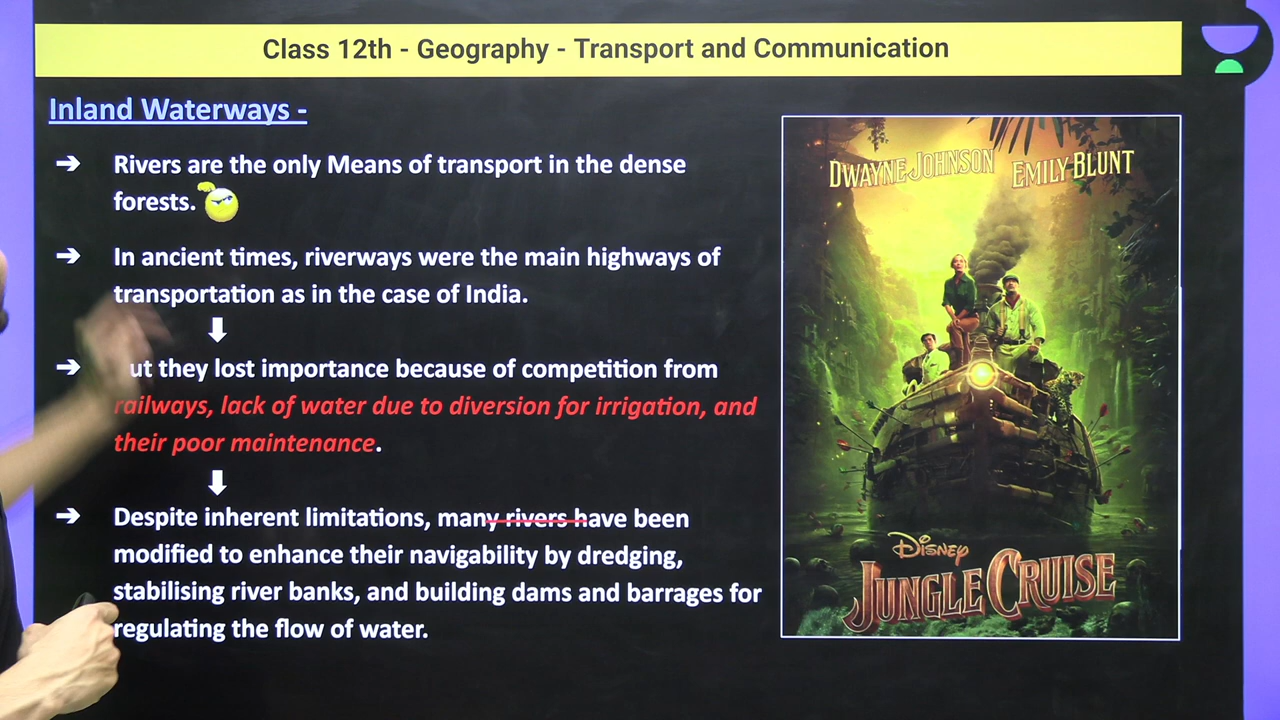 Class 12th - Geography - Transport and Communication
Inland Waterways -
➔ Rivers are the only Means of transport in the dense
forests.
➔ In ancient times, riverways were the main highways of
transportation as in the case of India.
➔ ut they lost importance because of competition from
railways, lack of water due to diversion for irrigation, and
their poor maintenance.
➔ Despite inherent limitations, many rivers have been
modified to enhance their navigability by dredging,
stabilising river banks, and building dams and barrages for
regulating the flow of water.
DWAYNE JOHNSON EMILY BLUNT
DISNEY
JUNGLE CRUISE